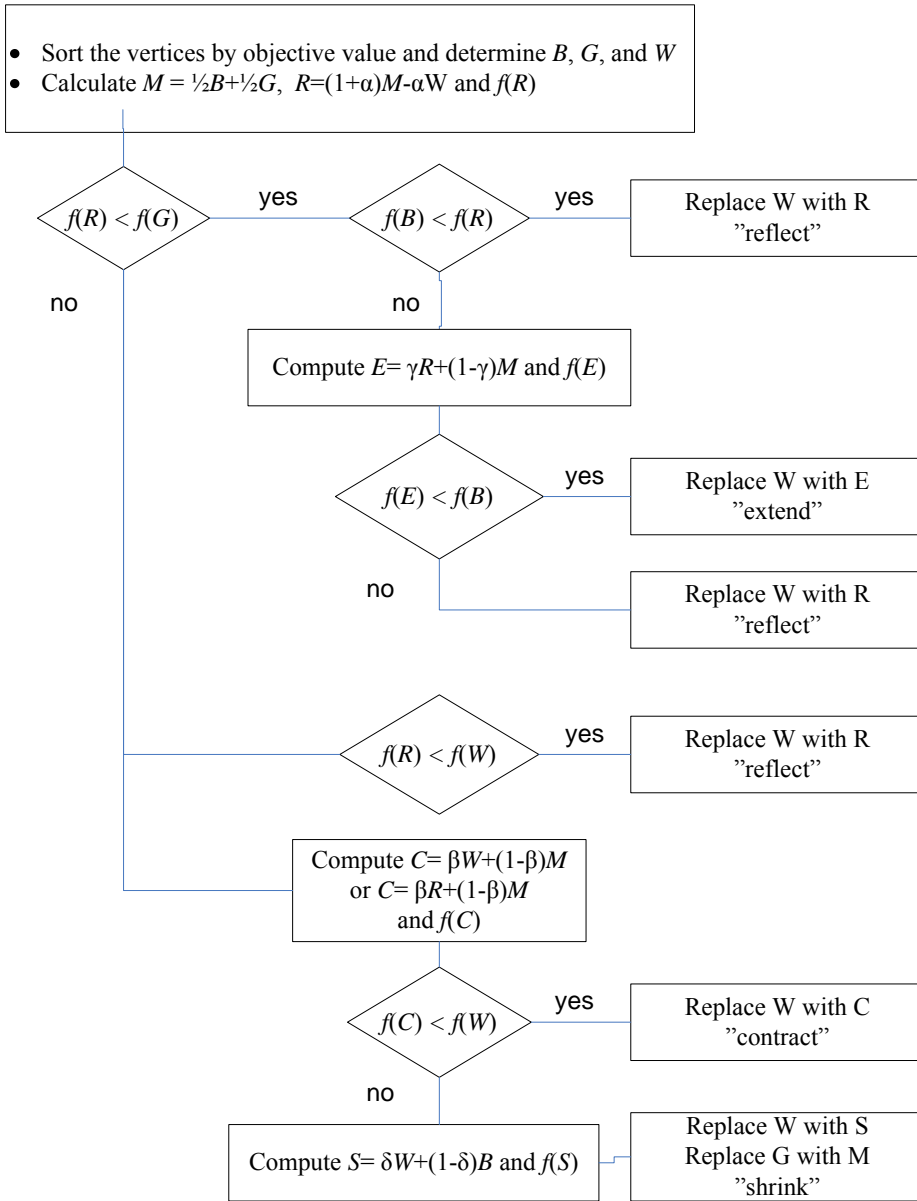 • Sort the vertices by objective value and determine B, G, and W
• Calculate M = ½B+½G, R=(1+α)M-αW and f(R)
f(R) < f(G)
yes
f(B) < f(R)
yes
Replace W with R
”reflect”
no
no
Compute E= γR+(1-γ)M and f(E)
f(E) < f(B)
yes
Replace W with E
”extend”
no
Replace W with R
”reflect”
f(R) < f(W)
yes
Replace W with R
”reflect”
Compute C= βW+(1-β)M
or C= βR+(1-β)M
and f(C)
f(C) < f(W)
yes
Replace W with C
”contract”
no
Compute S= δW+(1-δ)B and f(S)
Replace W with S
Replace G with M
”shrink”